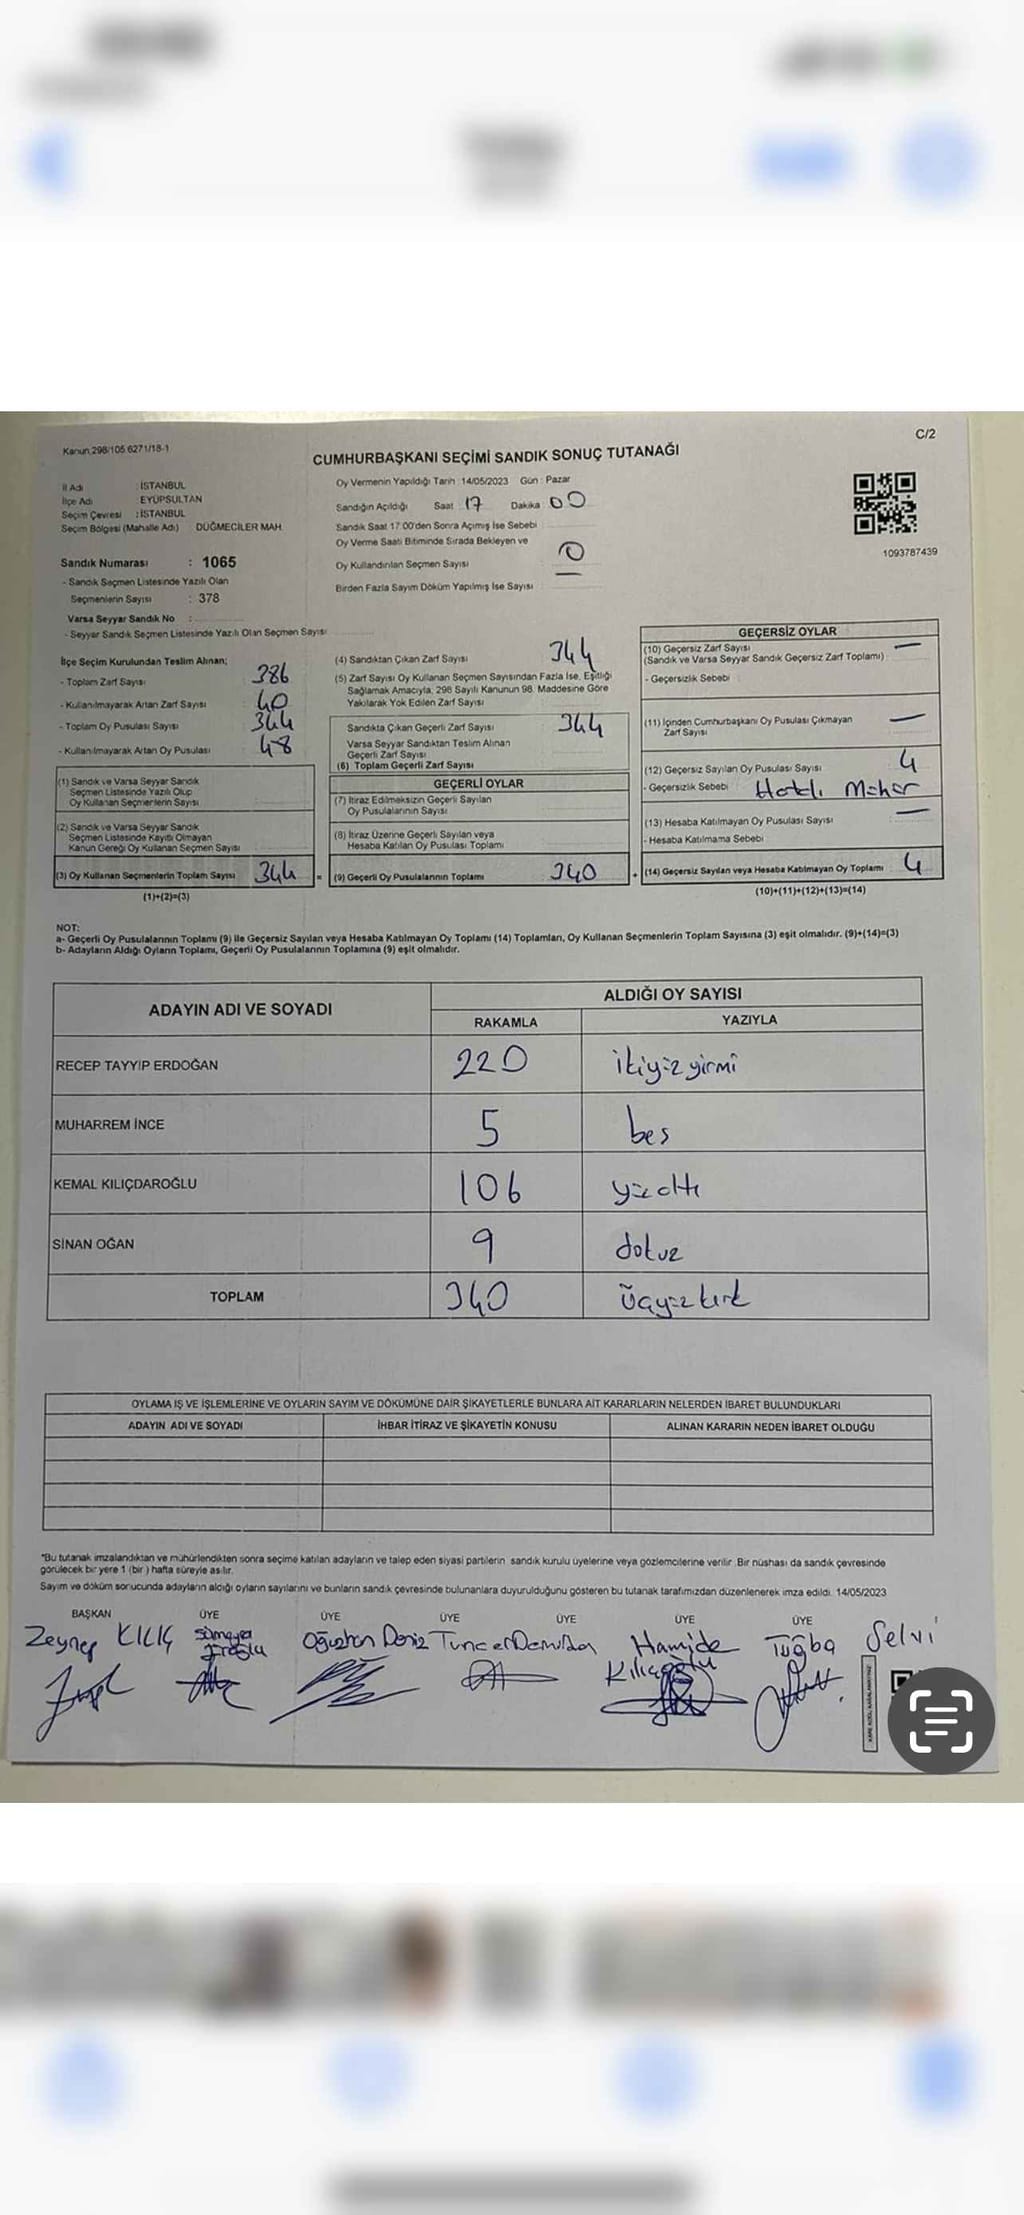 Kanun 298/105 6271/18-1
C/2
CUMHURBAŞKANI SEÇİMİ SANDIK SONUÇ TUTANAĞI
İl Adı : İSTANBUL
İlçe Adı : EYÜPSULTAN
Seçim Çevresi : İSTANBUL
Seçim Bölgesi (Mahalle Adı) DÜĞMECİLER MAH.
Oy Vermenin Yapıldığı Tarih : 14/05/2023 Gün : Pazar
Sandığın Açıldığı Saat : 17 Dakika : 00
Sandık Saat 17:00'den Sonra Açımış İse Sebebi :
Oy Verme Saati Bitiminde Sırada Bekleyen ve
Oy Kullandırılan Seçmen Sayısı : 0
Birden Fazla Sayım Döküm Yapılmış İse Sayısı :
1093787439
Sandık Numarası : 1065
- Sandık Seçmen Listesinde Yazılı Olan
Seçmenlerin Sayısı : 378
Varsa Seyyar Sandık No :
- Seyyar Sandık Seçmen Listesinde Yazılı Olan Seçmen Sayısı
İlçe Seçim Kurulundan Teslim Alınan;
- Toplam Zarf Sayısı 386
- Kullanılmayarak Artan Zarf Sayısı 40
- Toplam Oy Pusulası Sayısı 344
- Kullanılmayarak Artan Oy Pusulası 48
(1) Sandık ve Varsa Seyyar Sandık
Seçmen Listesinde Yazılı Olup
Oy Kullanan Seçmenlerin Sayısı
(2) Sandık ve Varsa Seyyar Sandık
Seçmen Listesinde Kayıtlı Olmayan
Kanun Gereği Oy Kullanan Seçmen Sayısı
(3) Oy Kullanan Seçmenlerin Toplam Sayısı 344 =
(1)+(2)=(3)
(4) Sandıktan Çıkan Zarf Sayısı 344
(5) Zarf Sayısı Oy Kullanan Seçmen Sayısından Fazla İse, Eşitliği
Sağlamak Amacıyla, 298 Sayılı Kanunun 98. Maddesine Göre
Yakılarak Yok Edilen Zarf Sayısı
Sandıkta Çıkan Geçerli Zarf Sayısı 344
Varsa Seyyar Sandıktan Teslim Alınan
Geçerli Zarf Sayısı
(6) Toplam Geçerli Zarf Sayısı
GEÇERLİ OYLAR
(7) İtiraz Edilmeksizin Geçerli Sayılan
Oy Pusulalarının Sayısı
(8) İtiraz Üzerine Geçerli Sayılan veya
Hesaba Katılan Oy Pusulası Toplamı
(9) Geçerli Oy Pusulalarının Toplamı 340 +
GEÇERSİZ OYLAR
(10) Geçersiz Zarf Sayısı —
(Sandık ve Varsa Seyyar Sandık Geçersiz Zarf Toplamı)
- Geçersizlik Sebebi
(11) İçinden Cumhurbaşkanı Oy Pusulası Çıkmayan —
Zarf Sayısı
(12) Geçersiz Sayılan Oy Pusulası Sayısı 4
- Geçersizlik Sebebi Hatalı Mühür
(13) Hesaba Katılmayan Oy Pusulası Sayısı —
- Hesaba Katılmama Sebebi
(14) Geçersiz Sayılan veya Hesaba Katılmayan Oy Toplamı 4
(10)+(11)+(12)+(13)=(14)
NOT:
a- Geçerli Oy Pusulalarının Toplamı (9) ile Geçersiz Sayılan veya Hesaba Katılmayan Oy Toplamı (14) Toplamları, Oy Kullanan Seçmenlerin Toplam Sayısına (3) eşit olmalıdır. (9)+(14)=(3)
b- Adayların Aldığı Oyların Toplamı, Geçerli Oy Pusulalarının Toplamına (9) eşit olmalıdır.
ADAYIN ADI VE SOYADI ALDIĞI OY SAYISI
RAKAMLA YAZIYLA
RECEP TAYYİP ERDOĞAN 220 ikiyüzyirmi
MUHARREM İNCE 5 bes
KEMAL KILIÇDAROĞLU 106 yüzaltı
SİNAN OĞAN 9 dokuz
TOPLAM 340 üçyüzkırk
OYLAMA İŞ VE İŞLEMLERİNE VE OYLARIN SAYIM VE DÖKÜMÜNE DAİR ŞİKAYETLERLE BUNLARA AİT KARARLARIN NELERDEN İBARET BULUNDUKLARI
ADAYIN ADI VE SOYADI İHBAR İTİRAZ VE ŞİKAYETİN KONUSU ALINAN KARARIN NEDEN İBARET OLDUĞU
*Bu tutanak imzalandıktan ve mühürlendikten sonra seçime katılan adayların ve talep eden siyasi partilerin sandık kurulu üyelerine veya gözlemcilerine verilir. Bir nüshası da sandık çevresinde
görülecek bir yere 1 (bir) hafta süreyle asılır.
Sayım ve döküm sonucunda adayların aldığı oyların sayılarını ve bunların sandık çevresinde bulunanlara duyurulduğunu gösteren bu tutanak tarafımızdan düzenlenerek imza edildi. 14/05/2023
BAŞKAN ÜYE ÜYE ÜYE ÜYE ÜYE ÜYE
Zeynep KILIÇ Sümeyye Oğuzhan Deniz Tuncer Hamide Tuğba Selvi